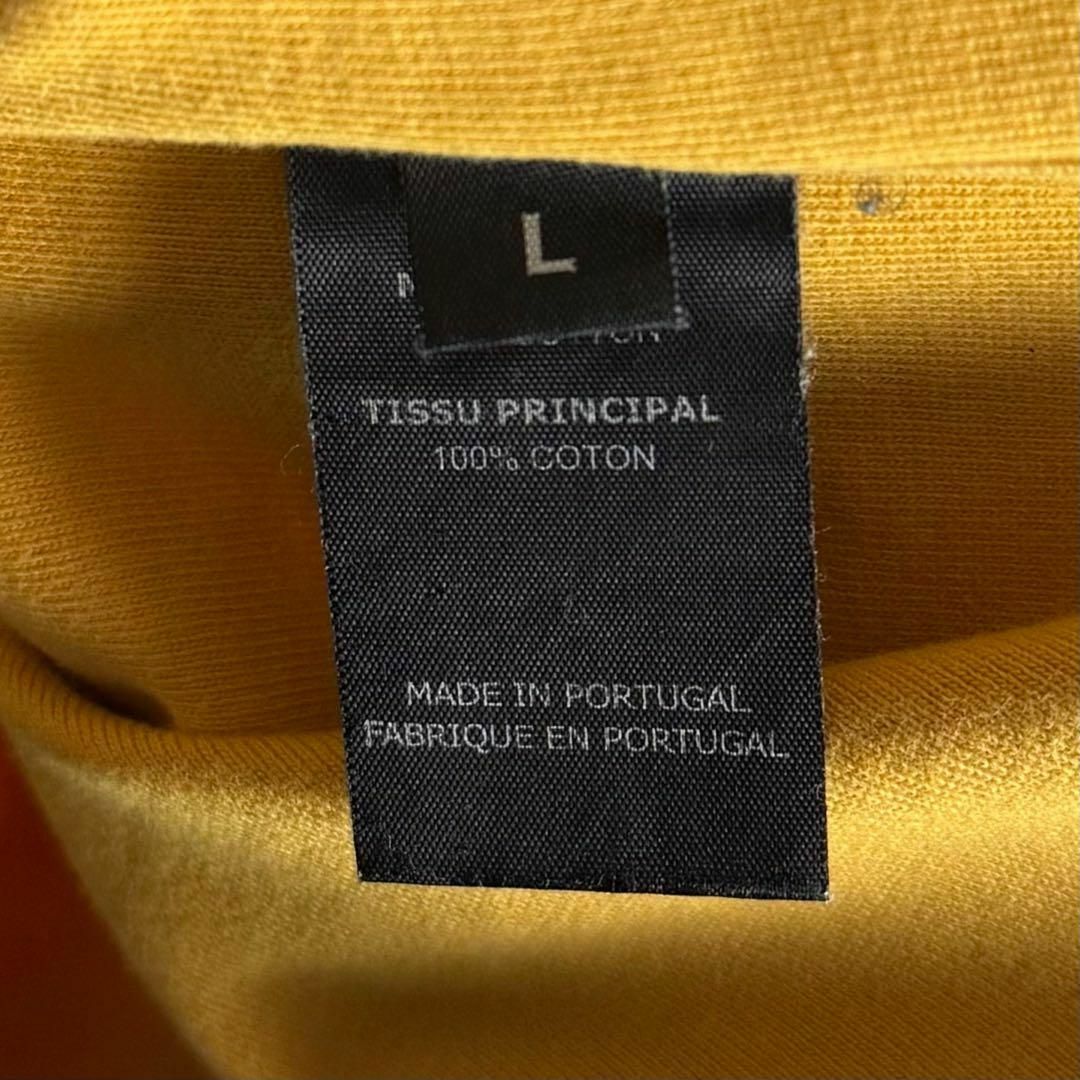 L
TISSU PRINCIPAL
100% COTON
MADE IN PORTUGAL
FABRIQUE EN PORTUGAL